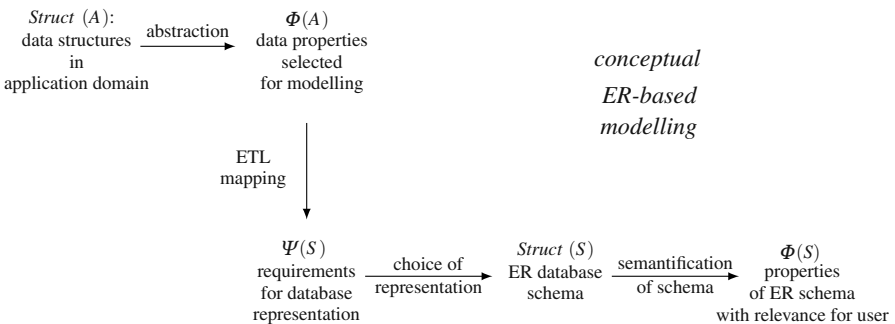 Struct (A):
data structures
in
application domain
abstraction
Φ(A)
data properties
selected
for modelling
conceptual
ER-based
modelling
ETL
mapping
Ψ(S)
requirements
for database
representation
choice of
representation
Struct (S)
ER database
schema
semantification
of schema
Φ(S)
properties
of ER schema
with relevance for user